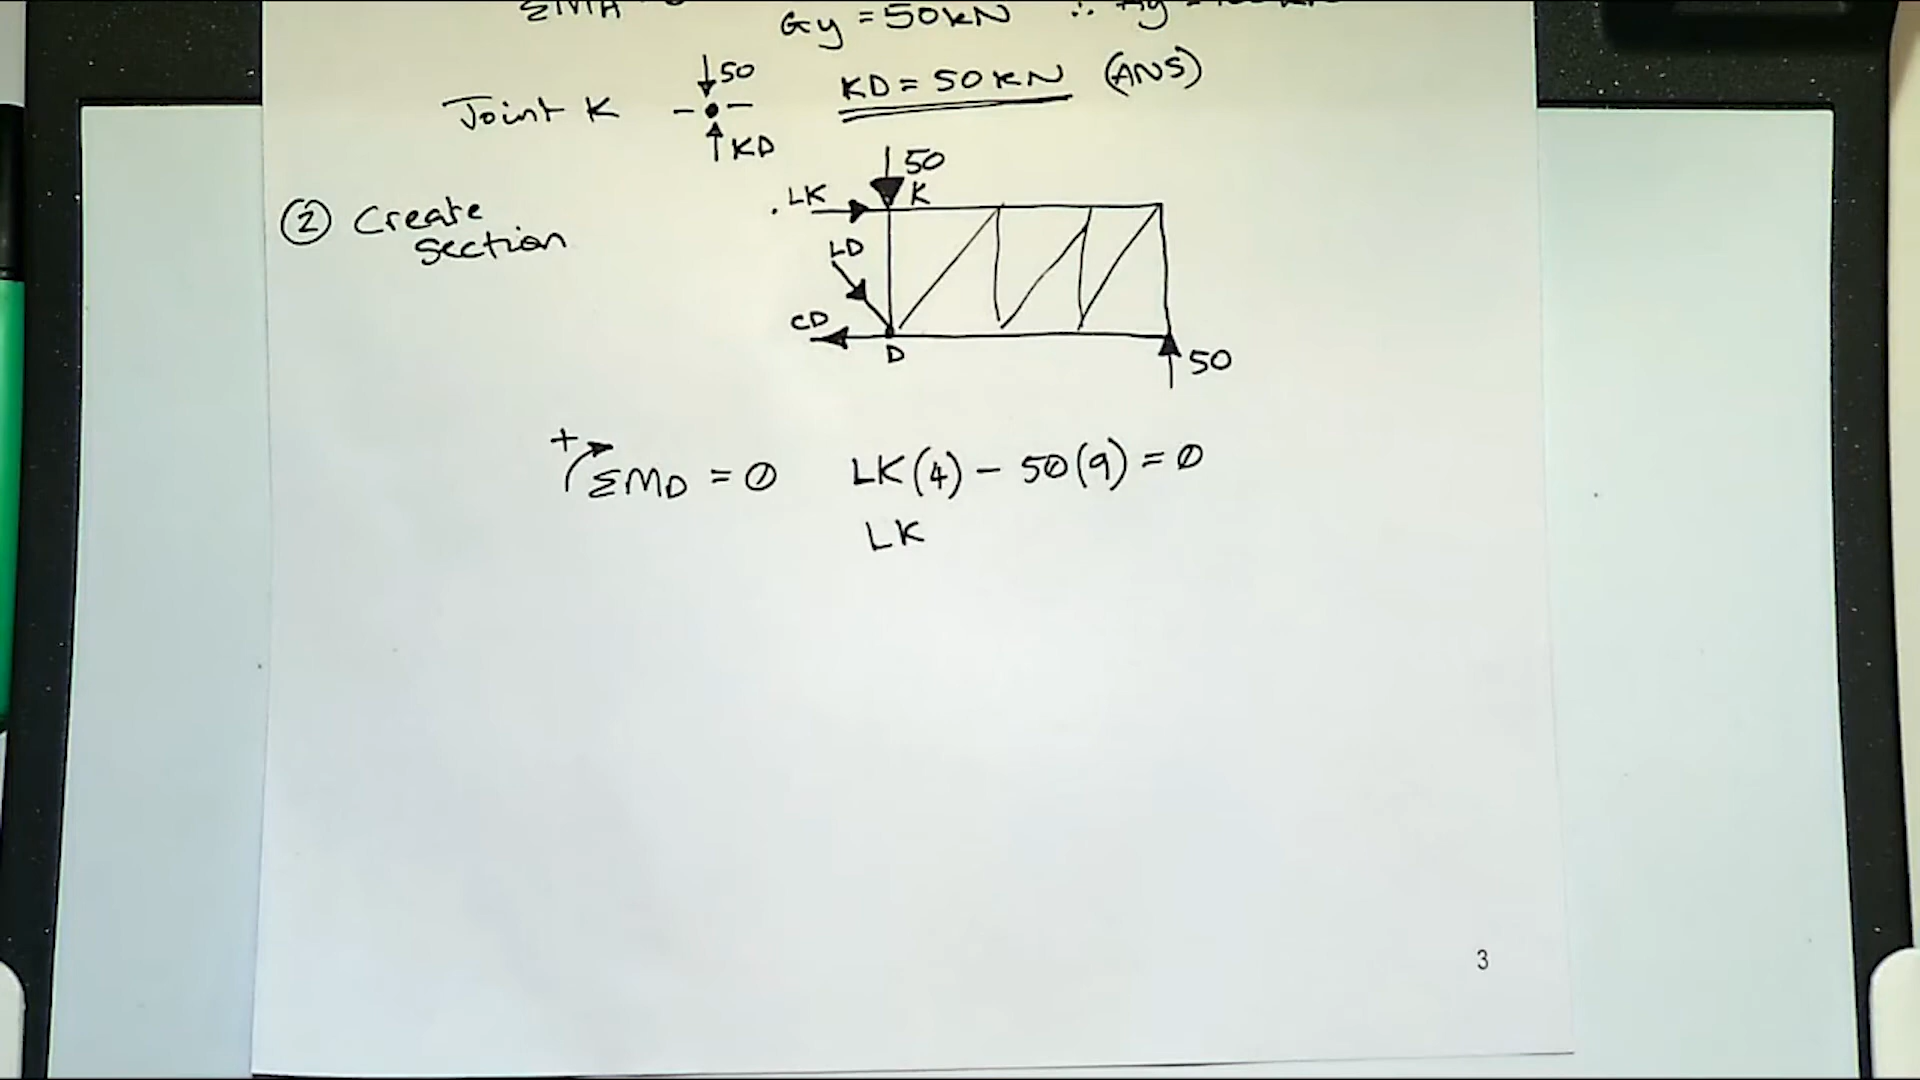 Gy = 50kN ∴
↓50
KD = 50kN (ANS)
Joint K
↑KD
50
LK K
② Create
section
LD
CD
D
50
+
ΣM_D = 0 LK(4) - 50(9) = 0
LK
3